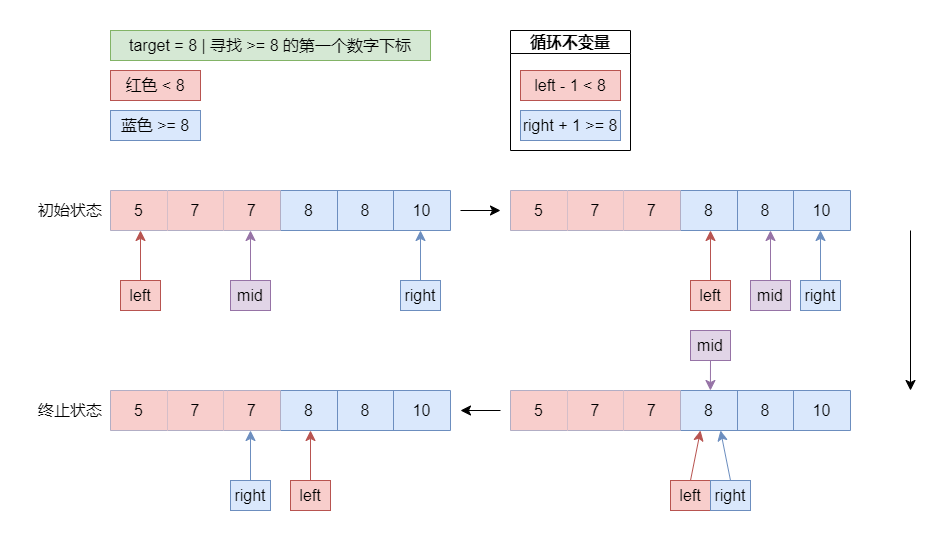 target = 8 | 寻找 >= 8 的第一个数字下标
红色 < 8
蓝色 >= 8
循环不变量
left - 1 < 8
right + 1 >= 8
初始状态
5 7 7 8 8 10
left mid right
5 7 7 8 8 10
left mid right
mid
终止状态
5 7 7 8 8 10
right left
5 7 7 8 8 10
left right